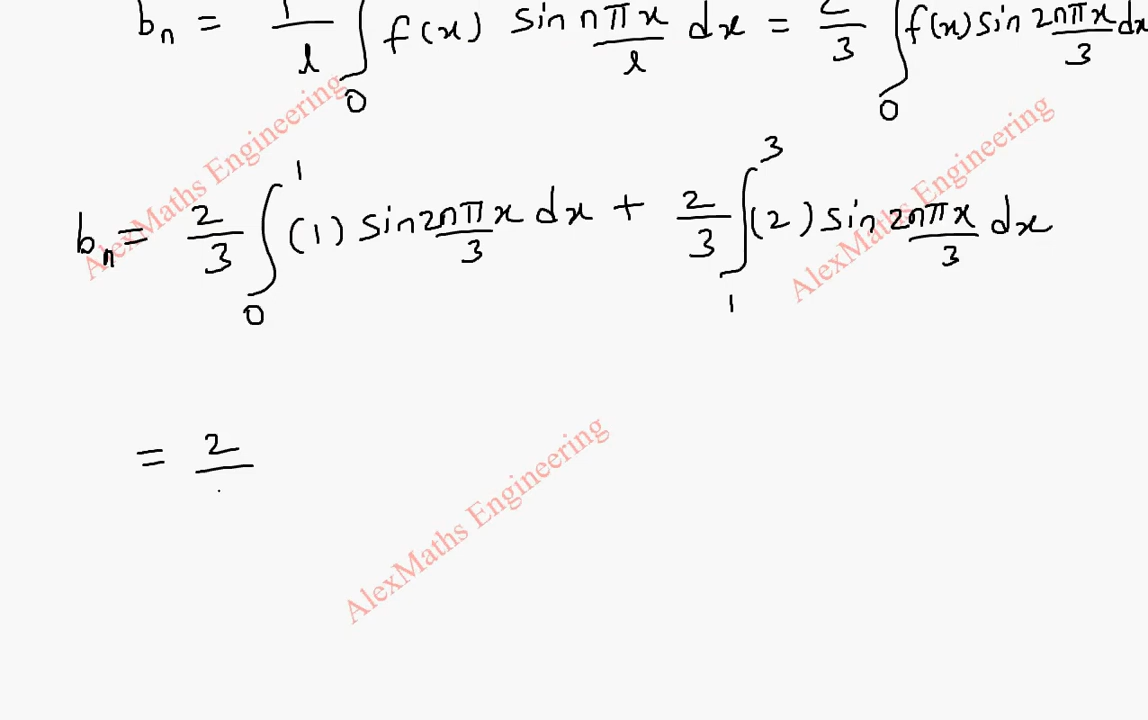 bn = 1/l ∫0 f(x) sin nπx/l dx = 2/3 ∫0 f(x) sin 2nπx/3 dx
AlexMaths Engineering
AlexMaths Engineering
bn = 2/3 ∫0^1 (1) sin 2nπx/3 dx + 2/3 ∫1^3 (2) sin 2nπx/3 dx
= 2/
AlexMaths Engineering